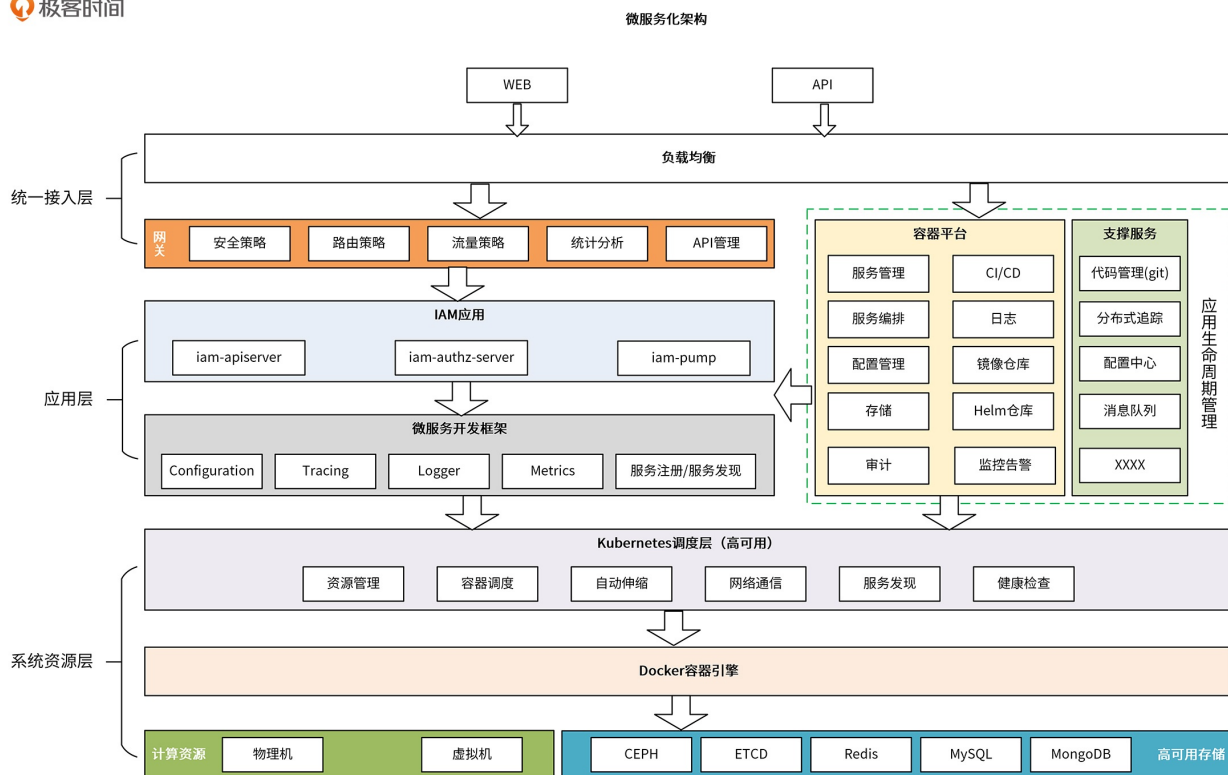 极客时间
微服务化架构
WEB
API
负载均衡
统一接入层
网关
安全策略
路由策略
流量策略
统计分析
API管理
IAM应用
iam-apiserver
iam-authz-server
iam-pump
应用层
微服务开发框架
Configuration
Tracing
Logger
Metrics
服务注册/服务发现
容器平台
服务管理
CI/CD
服务编排
日志
配置管理
镜像仓库
存储
Helm仓库
审计
监控告警
支撑服务
代码管理(git)
分布式追踪
配置中心
消息队列
XXXX
应用生命周期管理
Kubernetes调度层（高可用）
资源管理
容器调度
自动伸缩
网络通信
服务发现
健康检查
系统资源层
Docker容器引擎
计算资源
物理机
虚拟机
CEPH
ETCD
Redis
MySQL
MongoDB
高可用存储